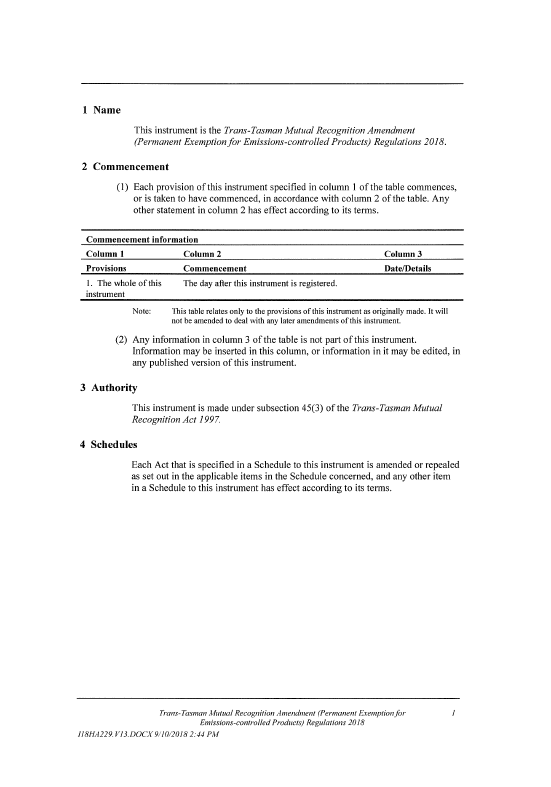 1 Name
This instrument is the Trans-Tasman Mutual Recognition Amendment
(Permanent Exemption for Emissions-controlled Products) Regulations 2018.
2 Commencement
(1) Each provision of this instrument specified in column 1 of the table commences,
or is taken to have commenced, in accordance with column 2 of the table. Any
other statement in column 2 has effect according to its terms.
Commencement information
Column 1 Column 2 Column 3
Provisions Commencement Date/Details
1. The whole of this The day after this instrument is registered.
instrument
Note: This table relates only to the provisions of this instrument as originally made. It will
not be amended to deal with any later amendments of this instrument.
(2) Any information in column 3 of the table is not part of this instrument.
Information may be inserted in this column, or information in it may be edited, in
any published version of this instrument.
3 Authority
This instrument is made under subsection 45(3) of the Trans-Tasman Mutual
Recognition Act 1997.
4 Schedules
Each Act that is specified in a Schedule to this instrument is amended or repealed
as set out in the applicable items in the Schedule concerned, and any other item
in a Schedule to this instrument has effect according to its terms.
Trans-Tasman Mutual Recognition Amendment (Permanent Exemption for 1
Emissions-controlled Products) Regulations 2018
I18HA229.V13.DOCX 9/10/2018 2:44 PM